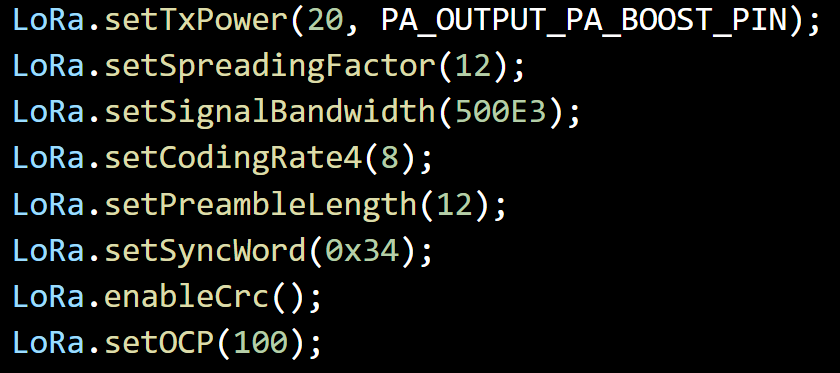 LoRa.setTxPower(20, PA_OUTPUT_PA_BOOST_PIN);
LoRa.setSpreadingFactor(12);
LoRa.setSignalBandwidth(500E3);
LoRa.setCodingRate4(8);
LoRa.setPreambleLength(12);
LoRa.setSyncWord(0x34);
LoRa.enableCrc();
LoRa.setOCP(100);